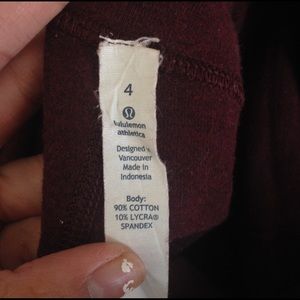 4
lululemon
athletica
Designed in
Vancouver
Made in
Indonesia
Body:
90% COTTON
10% LYCRA®
SPANDEX